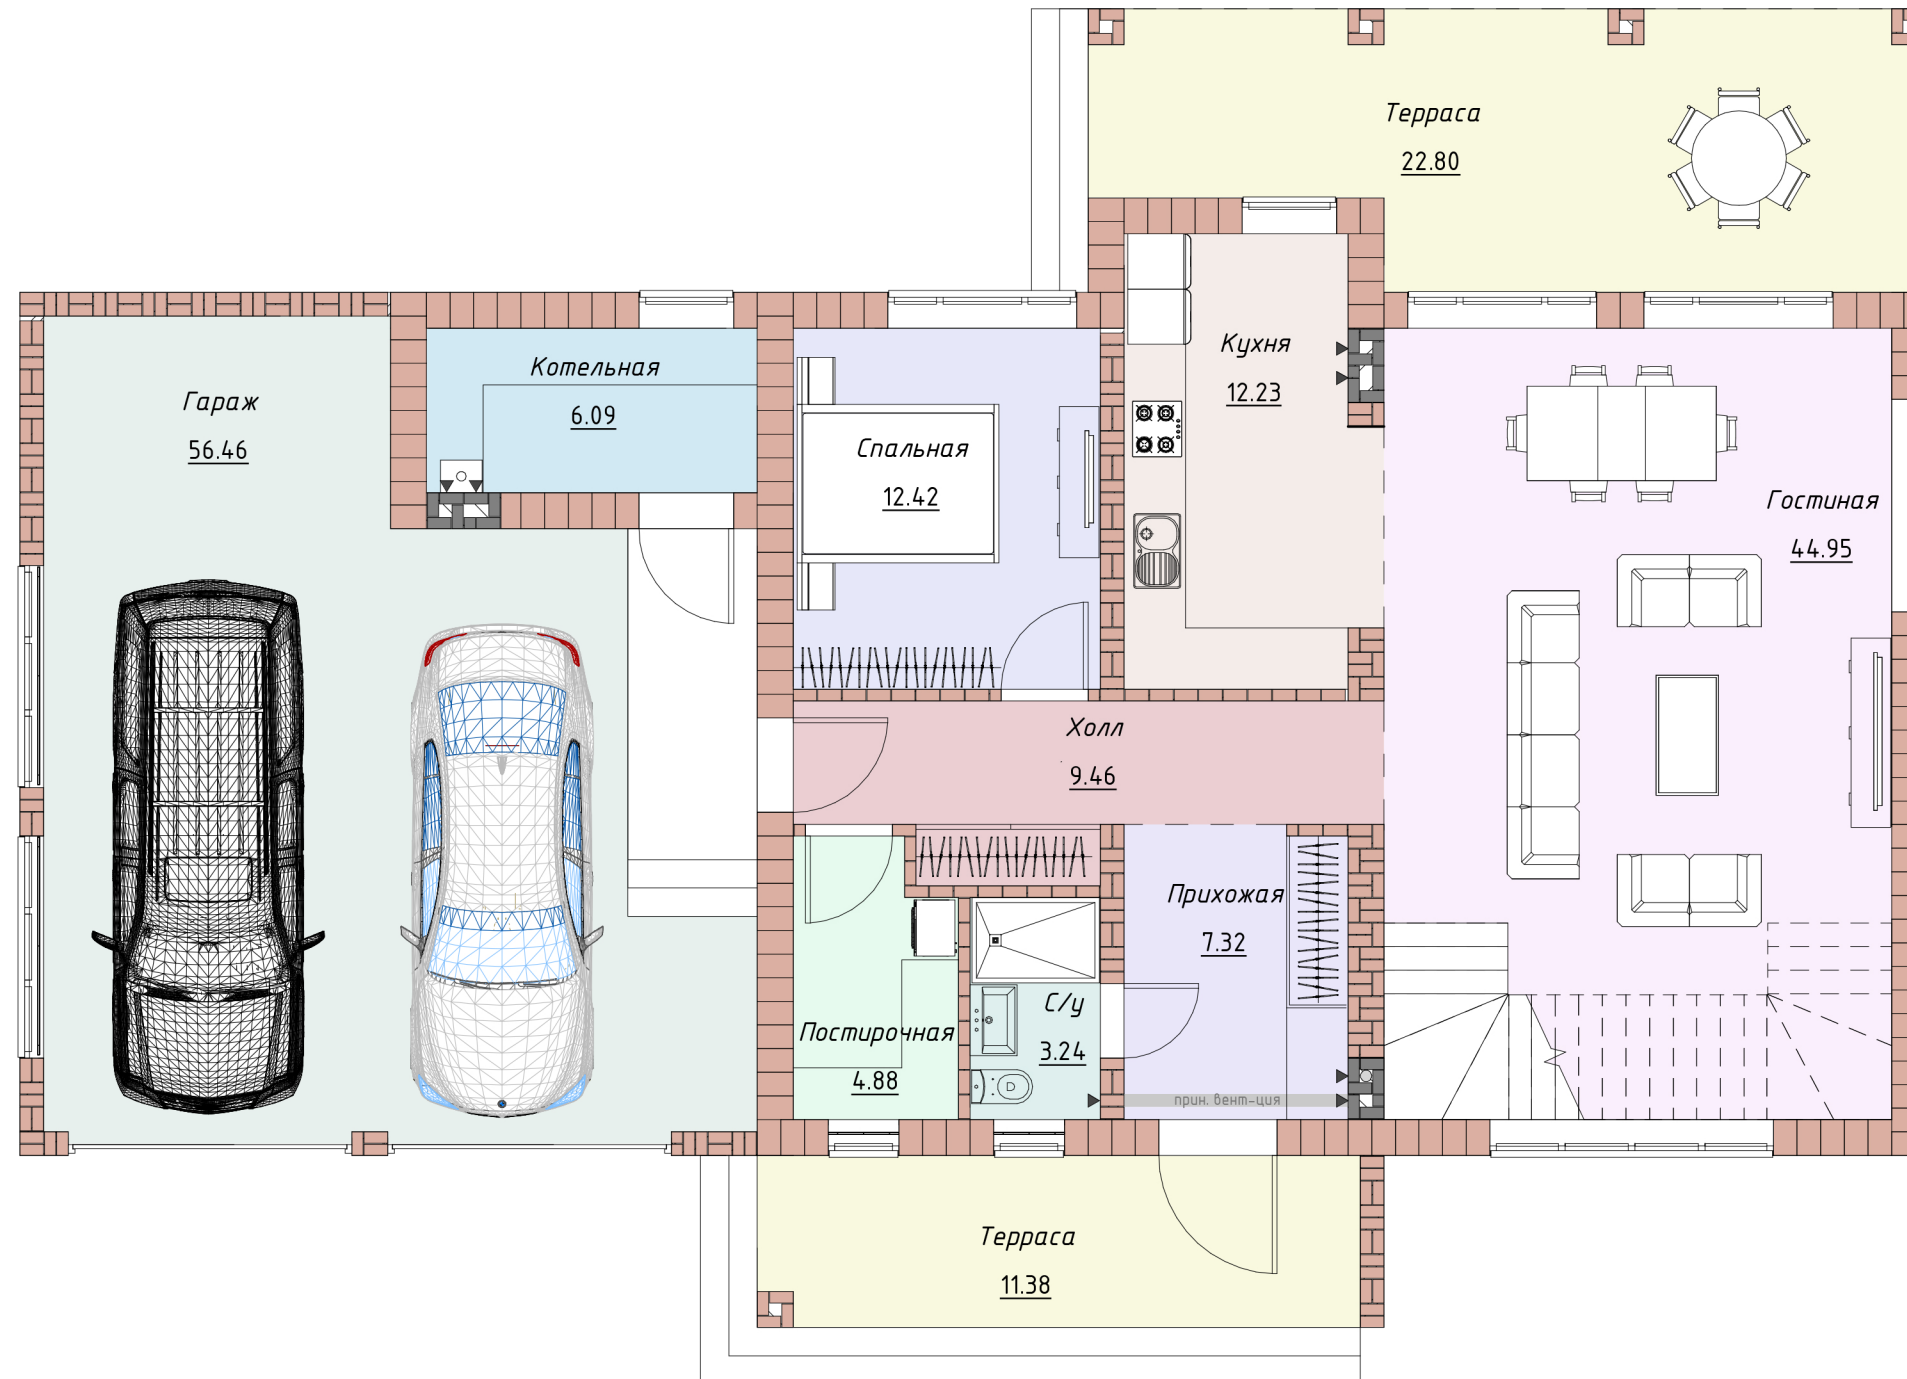 Терраса
22.80
Кухня
12.23
Котельная
6.09
Гараж
56.46
Спальная
12.42
Гостиная
44.95
Холл
9.46
Прихожая
7.32
С/у
3.24
Постирочная
4.88
прин. вент-ция
Терраса
11.38